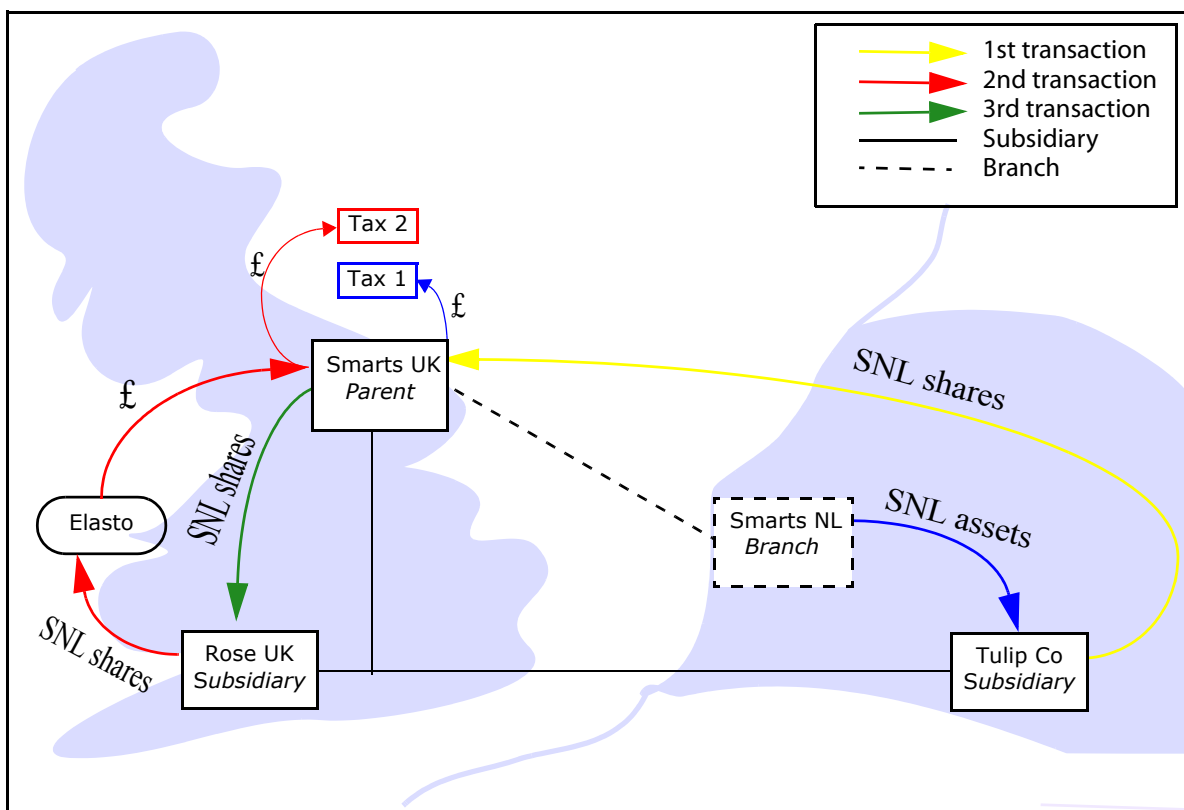 1st transaction
2nd transaction
3rd transaction
Subsidiary
Branch
Tax 2
£
Tax 1
£
Smarts UK
Parent
SNL shares
£
SNL shares
Elasto
Smarts NL
Branch
SNL assets
SNL shares
Rose UK
Subsidiary
Tulip Co
Subsidiary